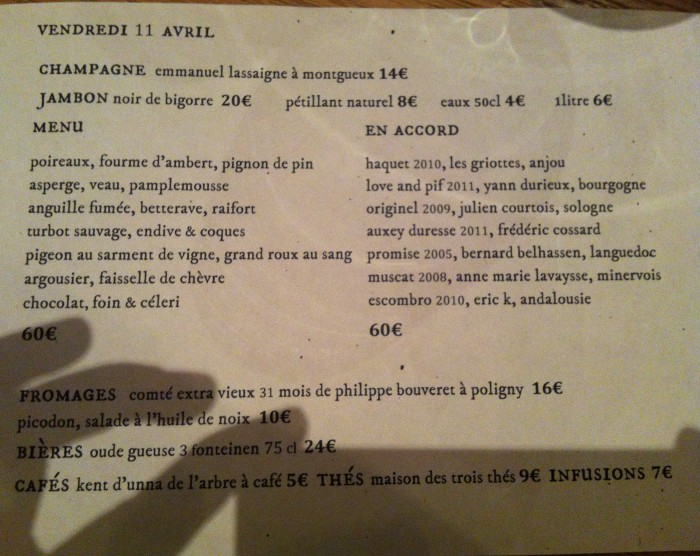 VENDREDI 11 AVRIL
CHAMPAGNE emmanuel lassaigne à montgueux 14€
JAMBON noir de bigorre 20€ pétillant naturel 8€ eaux 50cl 4€ 1litre 6€
MENU
poireaux, fourme d'ambert, pignon de pin
asperge, veau, pamplemousse
anguille fumée, betterave, raifort
turbot sauvage, endive & coques
pigeon au sarment de vigne, grand roux au sang
argousier, faisselle de chèvre
chocolat, foin & céleri
60€
EN ACCORD
haquet 2010, les griottes, anjou
love and pif 2011, yann durieux, bourgogne
originel 2009, julien courtois, sologne
auxey duresse 2011, frédéric cossard
promise 2005, bernard belhassen, languedoc
muscat 2008, anne marie lavaysse, minervois
escombro 2010, eric k, andalousie
60€
FROMAGES comté extra vieux 31 mois de philippe bouveret à poligny 16€
picodon, salade à l'huile de noix 10€
BIÈRES oude gueuse 3 fonteinen 75 cl 24€
CAFÉS kent d'unna de l'arbre à café 5€ THÉS maison des trois thés 9€ INFUSIONS 7€